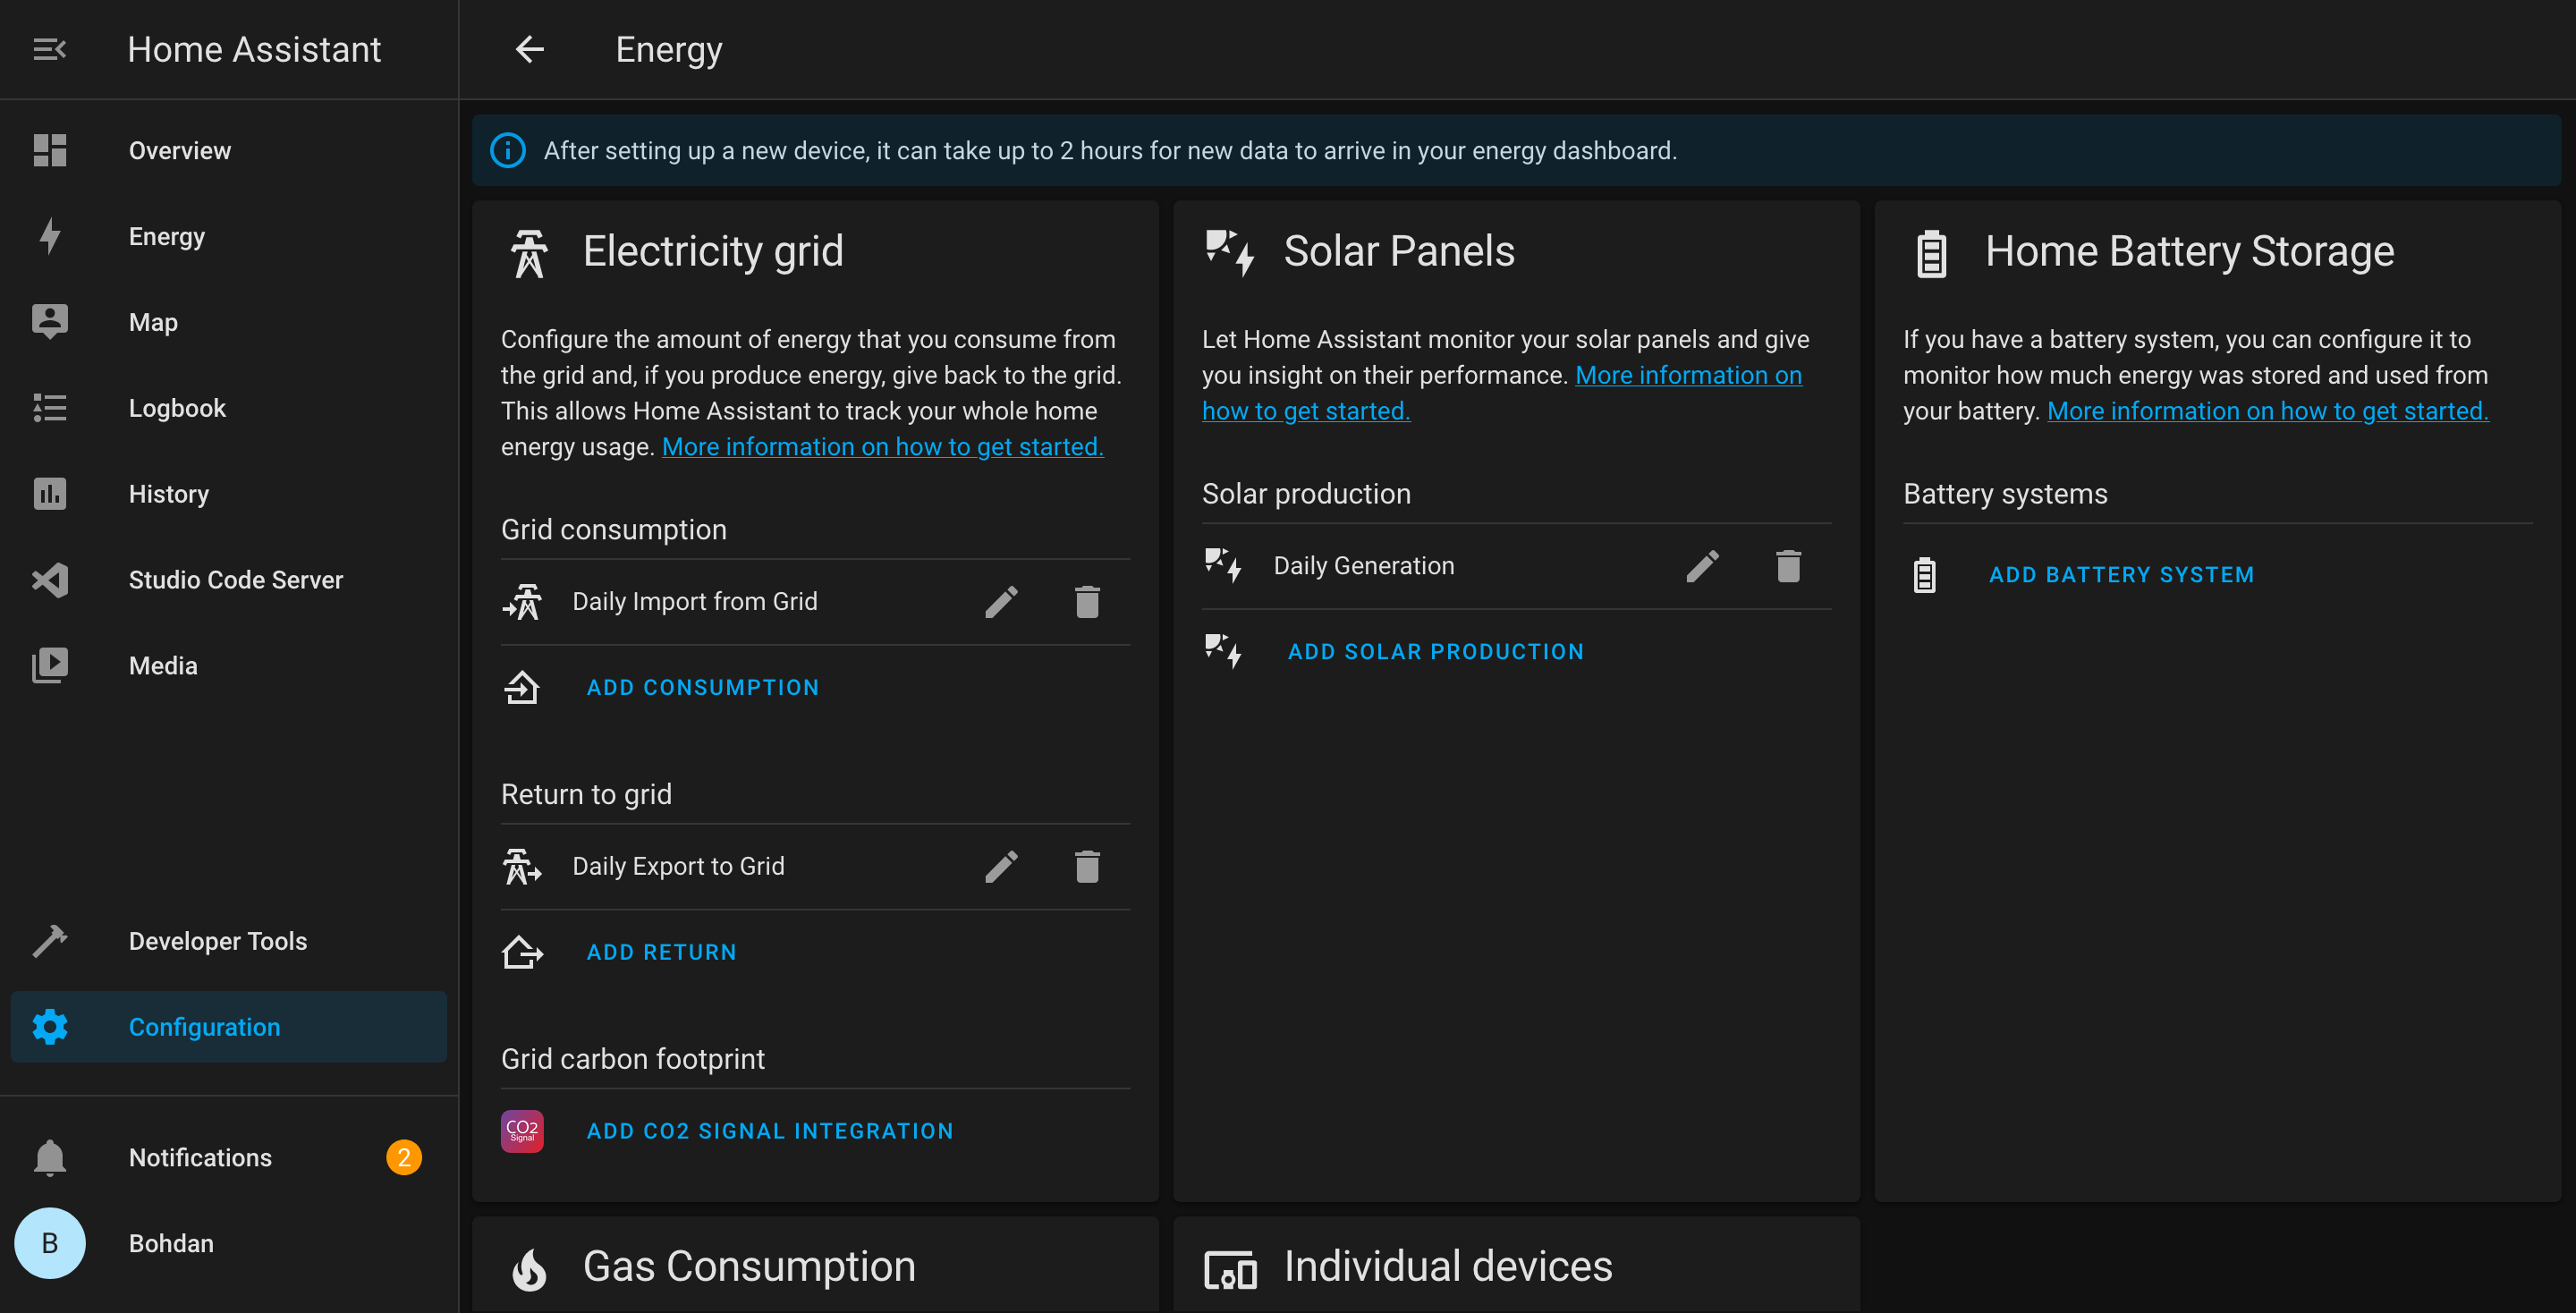 Home Assistant
Overview
Energy
Map
Logbook
History
Studio Code Server
Media
Developer Tools
Configuration
Notifications
2
B
Bohdan
Energy
After setting up a new device, it can take up to 2 hours for new data to arrive in your energy dashboard.
Electricity grid
Configure the amount of energy that you consume from
the grid and, if you produce energy, give back to the grid.
This allows Home Assistant to track your whole home
energy usage. More information on how to get started.
Grid consumption
Daily Import from Grid
ADD CONSUMPTION
Return to grid
Daily Export to Grid
ADD RETURN
Grid carbon footprint
CO2
Signal
ADD CO2 SIGNAL INTEGRATION
Solar Panels
Let Home Assistant monitor your solar panels and give
you insight on their performance. More information on
how to get started.
Solar production
Daily Generation
ADD SOLAR PRODUCTION
Home Battery Storage
If you have a battery system, you can configure it to
monitor how much energy was stored and used from
your battery. More information on how to get started.
Battery systems
ADD BATTERY SYSTEM
Gas Consumption
Individual devices